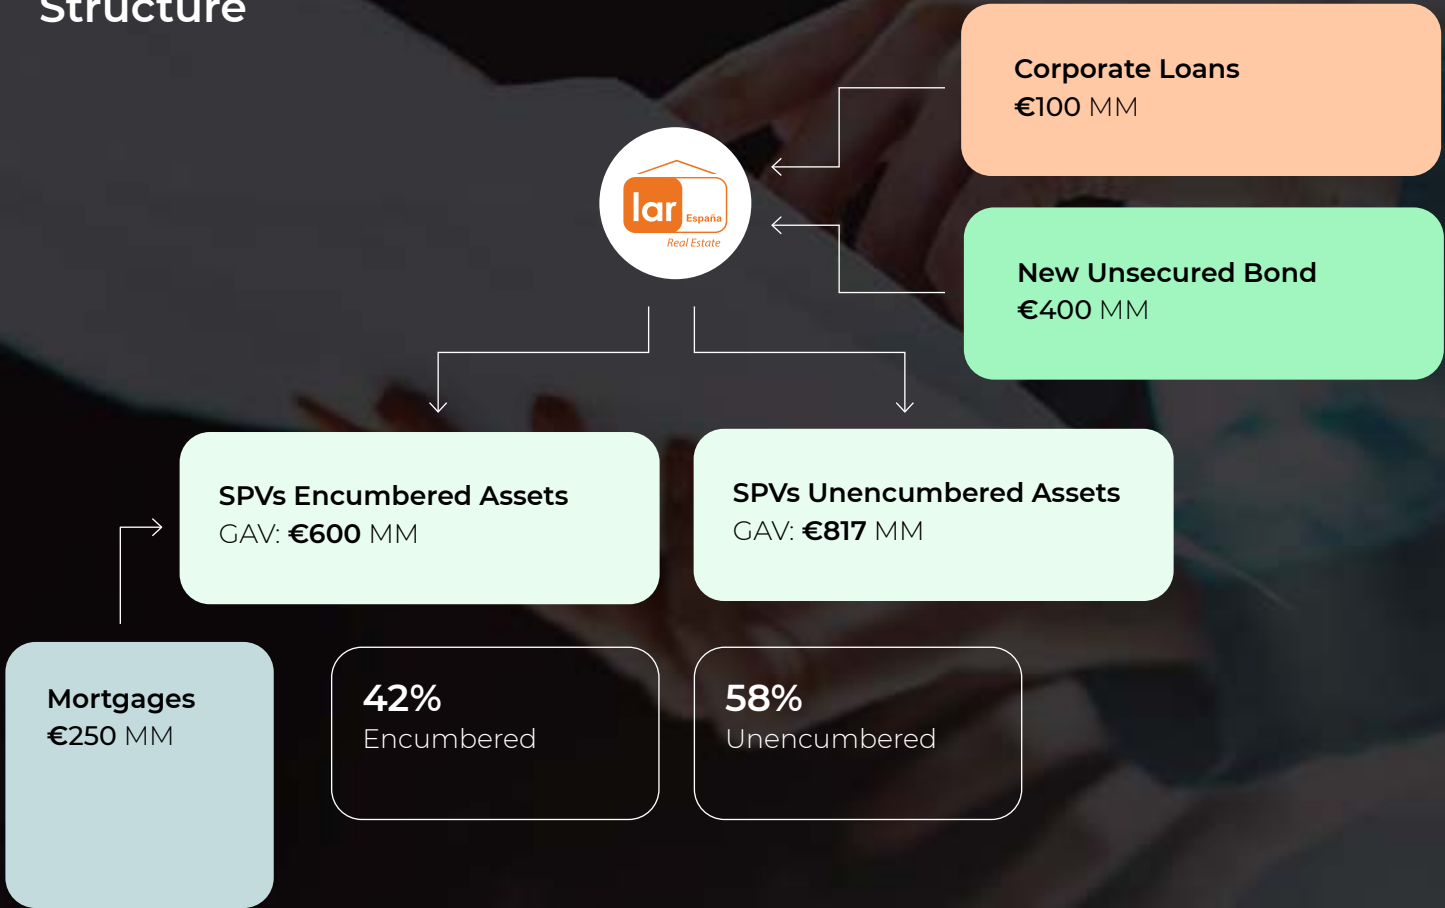 Structure
Corporate Loans
€100 MM
lar
España
Real Estate
New Unsecured Bond
€400 MM
SPVs Encumbered Assets
GAV: €600 MM
SPVs Unencumbered Assets
GAV: €817 MM
Mortgages
€250 MM
42%
Encumbered
58%
Unencumbered